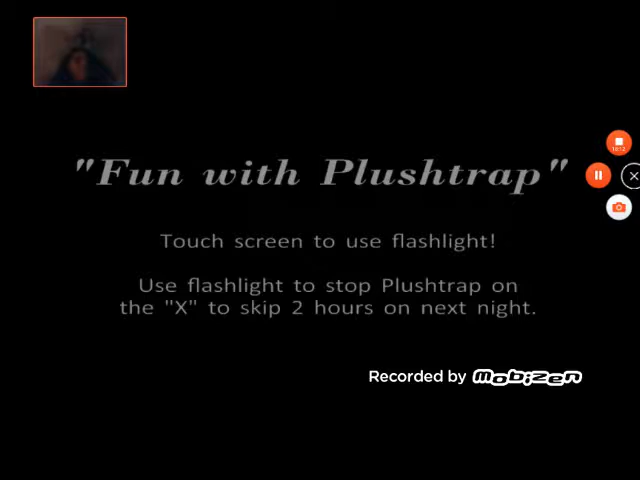 "Fun with Plushtrap"
Touch screen to use flashlight!
Use flashlight to stop Plushtrap on
the "X" to skip 2 hours on next night.
Recorded by mobizen